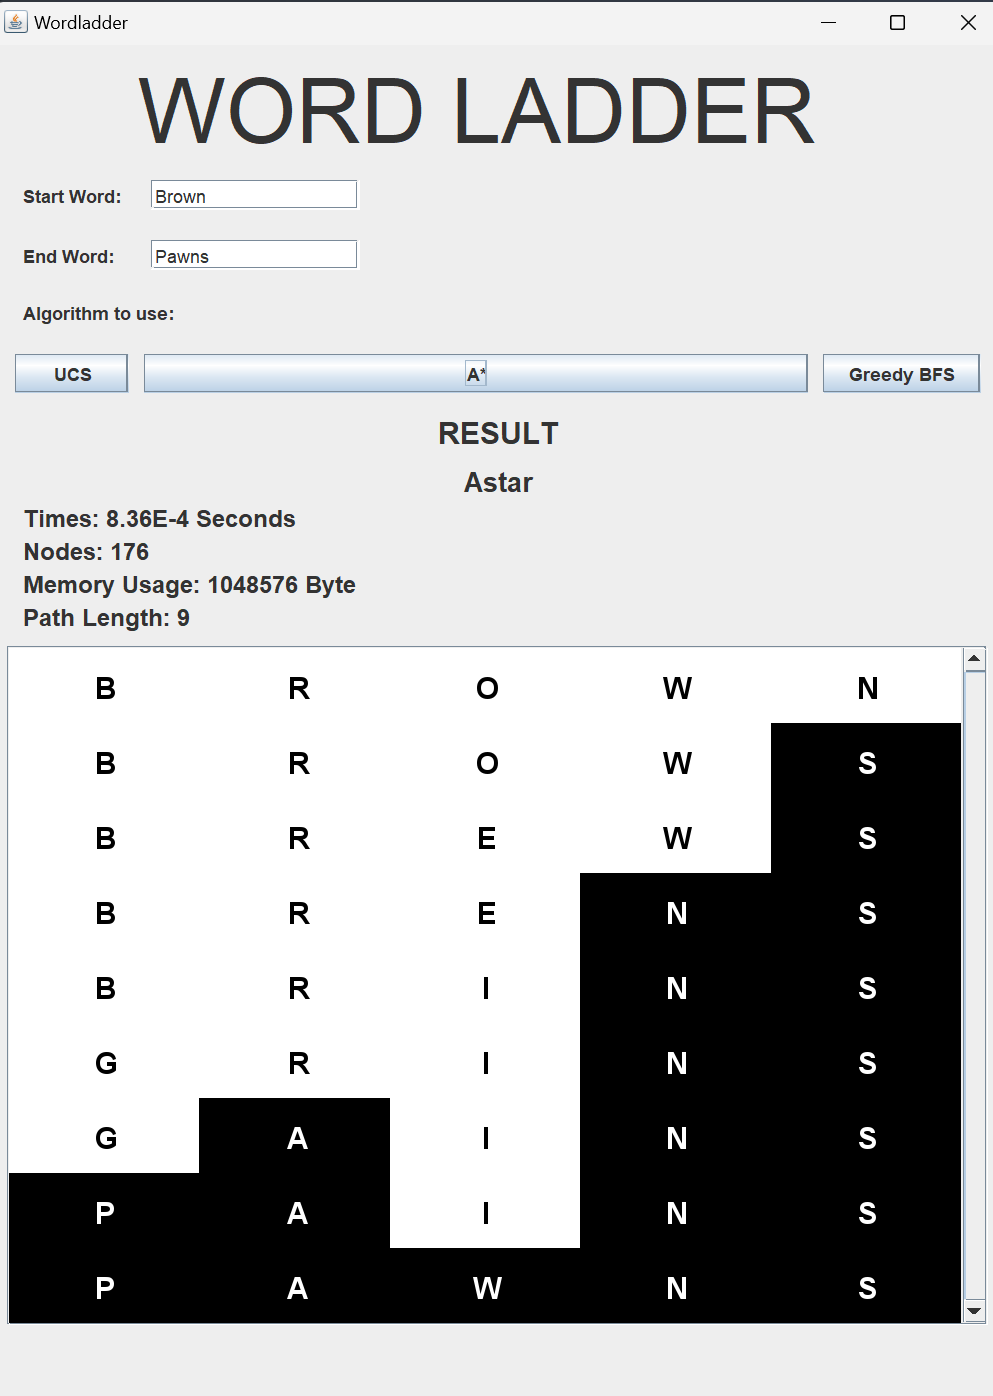 Wordladder
WORD LADDER
Start Word: Brown
End Word: Pawns
Algorithm to use:
UCS A* Greedy BFS
RESULT
Astar
Times: 8.36E-4 Seconds
Nodes: 176
Memory Usage: 1048576 Byte
Path Length: 9
B R O W N
B R O W S
B R E W S
B R E N S
B R I N S
G R I N S
G A I N S
P A I N S
P A W N S